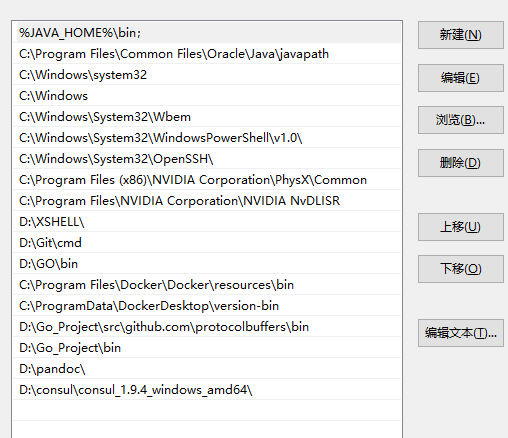 %JAVA_HOME%\bin;
C:\Program Files\Common Files\Oracle\Java\javapath
C:\Windows\system32
C:\Windows
C:\Windows\System32\Wbem
C:\Windows\System32\WindowsPowerShell\v1.0\
C:\Windows\System32\OpenSSH\
C:\Program Files (x86)\NVIDIA Corporation\PhysX\Common
C:\Program Files\NVIDIA Corporation\NVIDIA NvDLISR
D:\XSHELL\
D:\Git\cmd
D:\GO\bin
C:\Program Files\Docker\Docker\resources\bin
C:\ProgramData\DockerDesktop\version-bin
D:\Go_Project\src\github.com\protocolbuffers\bin
D:\Go_Project\bin
D:\pandoc\
D:\consul\consul_1.9.4_windows_amd64\
新建(N)
编辑(E)
浏览(B)...
删除(D)
上移(U)
下移(O)
编辑文本(T)...